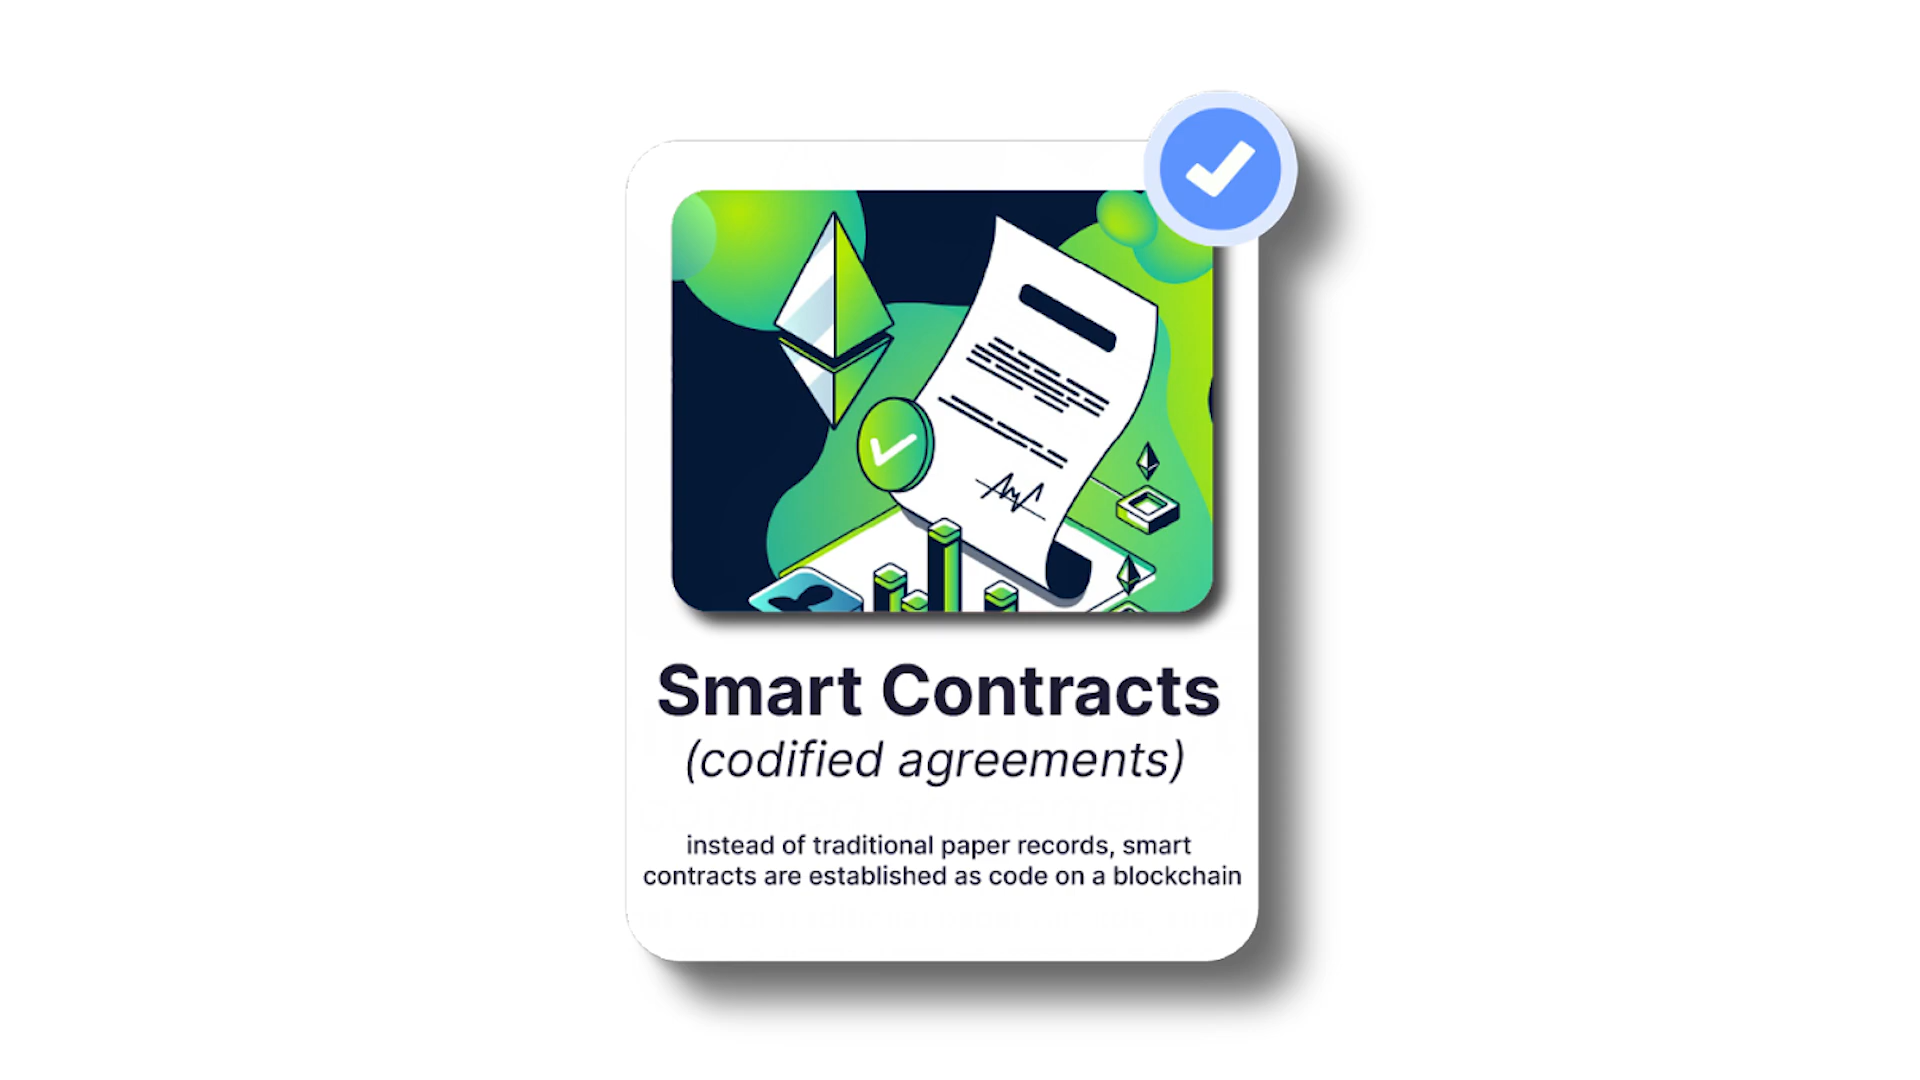 Smart Contracts
(codified agreements)
instead of traditional paper records, smart
contracts are established as code on a blockchain